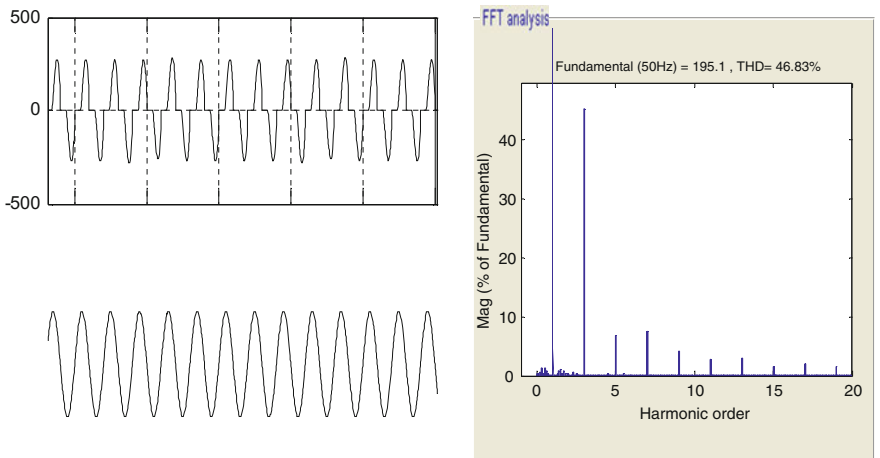 500
0
-500
FFT analysis
Fundamental (50Hz) = 195.1 , THD= 46.83%
Mag (% of Fundamental)
40
30
20
10
0
0 5 10 15 20
Harmonic order